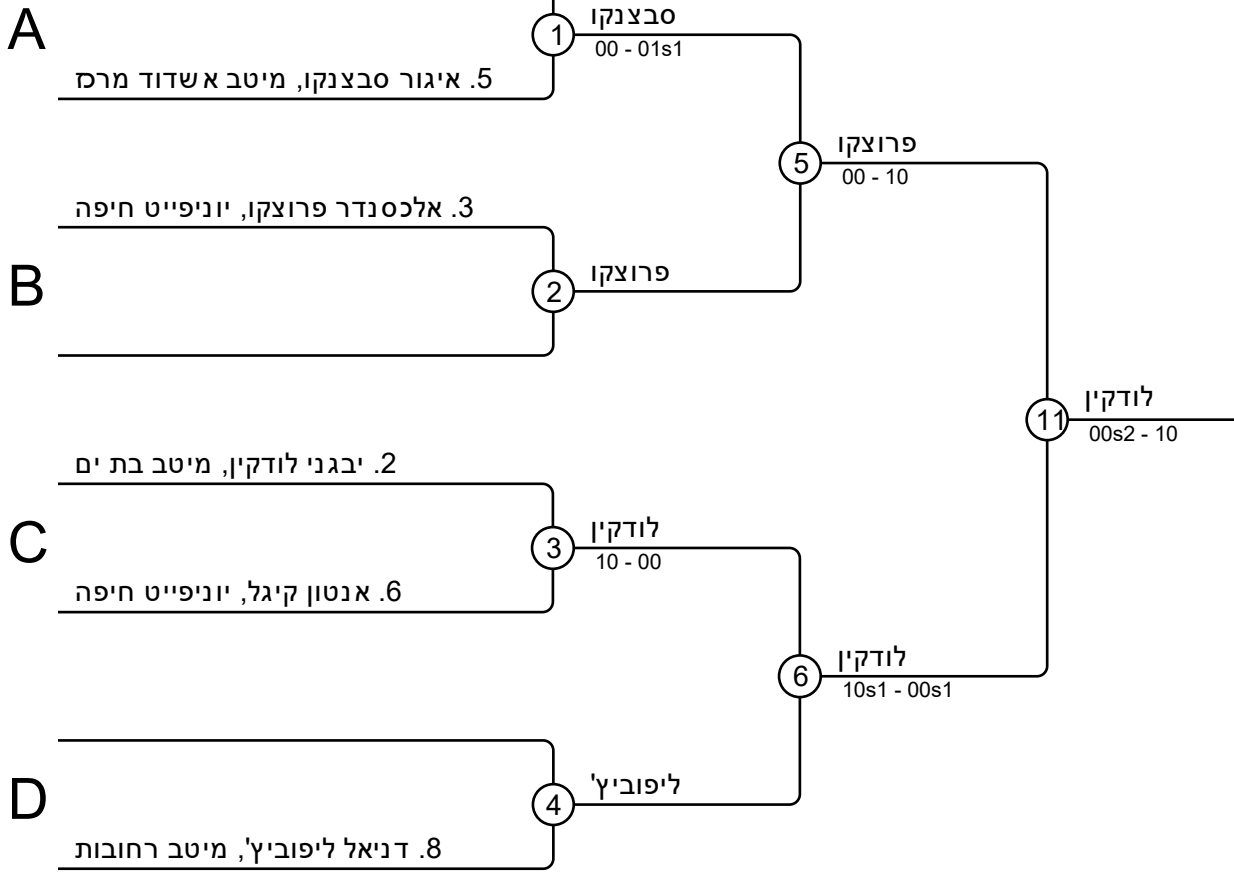 A
1
סבצנקו
00 - 01s1
5. איגור סבצנקו, מיטב אשדוד מרכז
5
פרוצקו
00 - 10
3. אלכסנדר פרוצקו, יוניפייט חיפה
B
2
פרוצקו
11
לודקין
00s2 - 10
2. יבגני לודקין, מיטב בת ים
C
3
לודקין
10 - 00
6. אנטון קיגל, יוניפייט חיפה
6
לודקין
10s1 - 00s1
D
4
ליפוביץ'
8. דניאל ליפוביץ', מיטב רחובות